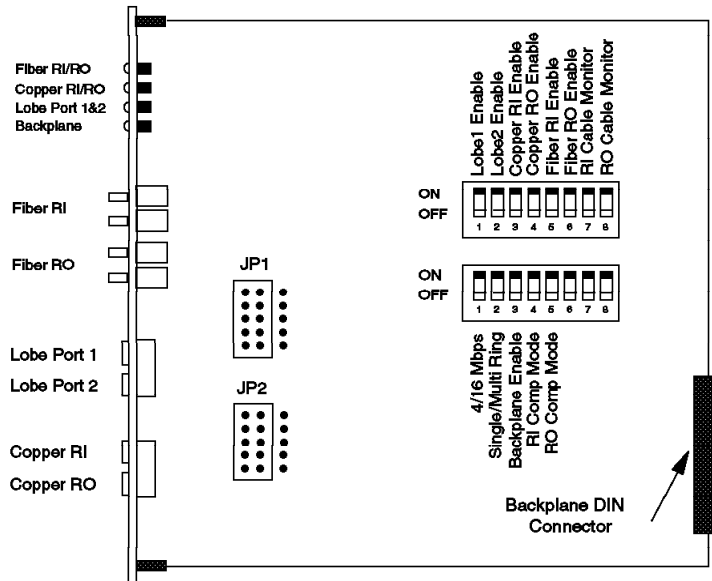 Fiber RI/RO
Copper RI/RO
Lobe Port 1&2
Backplane
Fiber RI
Fiber RO
Lobe Port 1
Lobe Port 2
Copper RI
Copper RO
JP1
JP2
Lobe1 Enable
Lobe2 Enable
Copper RI Enable
Copper RO Enable
Fiber RI Enable
Fiber RO Enable
RI Cable Monitor
RO Cable Monitor
ON
OFF
1 2 3 4 5 6 7 8
ON
OFF
1 2 3 4 5 6 7 8
4/16 Mbps
Single/Multi Ring
Backplane Enable
RI Comp Mode
RO Comp Mode
Backplane DIN
Connector